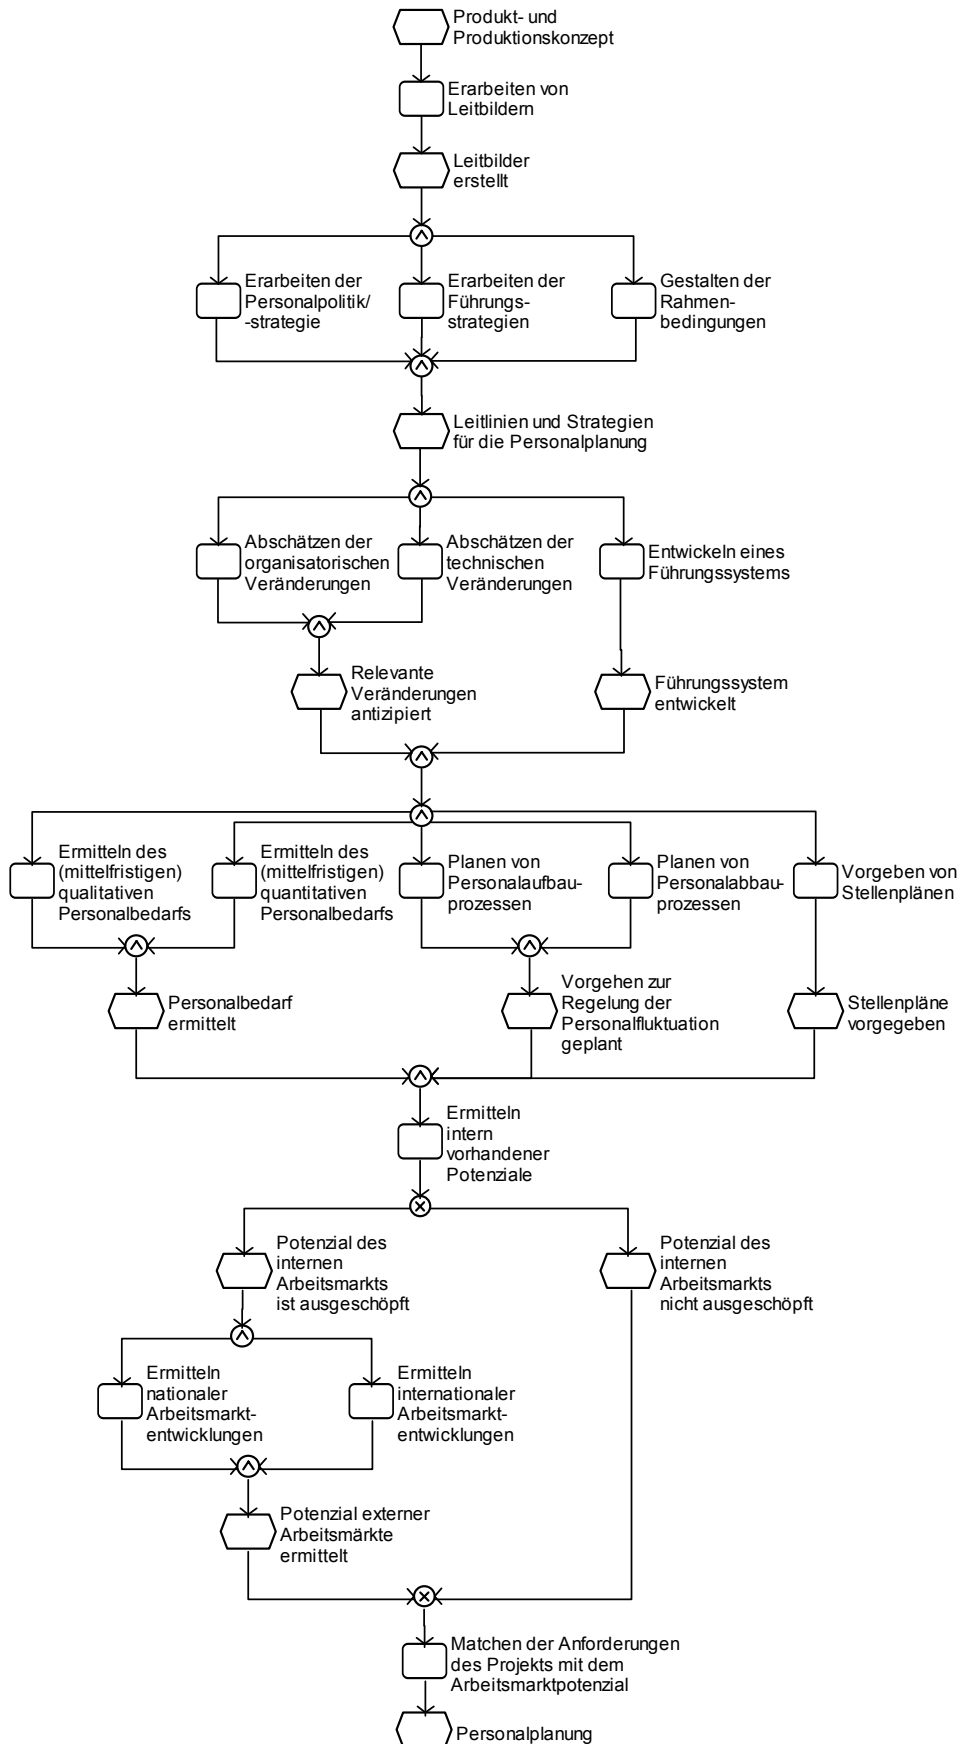 Produkt- und
Produktionskonzept
Erarbeiten von
Leitbildern
Leitbilder
erstellt
Erarbeiten der
Personalpolitik/
-strategie
Erarbeiten der
Führungs-
strategien
Gestalten der
Rahmen-
bedingungen
Leitlinien und Strategien
für die Personalplanung
Abschätzen der
organisatorischen
Veränderungen
Abschätzen der
technischen
Veränderungen
Entwickeln eines
Führungssystems
Relevante
Veränderungen
antizipiert
Führungssystem
entwickelt
Ermitteln des
(mittelfristigen)
qualitativen
Personalbedarfs
Ermitteln des
(mittelfristigen)
quantitativen
Personalbedarfs
Planen von
Personalaufbau-
prozessen
Planen von
Personalabbau-
prozessen
Vorgeben von
Stellenplänen
Personalbedarf
ermittelt
Vorgehen zur
Regelung der
Personalfluktuation
geplant
Stellenpläne
vorgegeben
Ermitteln
intern
vorhandener
Potenziale
Potenzial des
internen
Arbeitsmarkts
ist ausgeschöpft
Potenzial des
internen
Arbeitsmarkts
nicht ausgeschöpft
Ermitteln
nationaler
Arbeitsmarkt-
entwicklungen
Ermitteln
internationaler
Arbeitsmarkt-
entwicklungen
Potenzial externer
Arbeitsmärkte
ermittelt
Matchen der Anforderungen
des Projekts mit dem
Arbeitsmarktpotenzial
Personalplanung